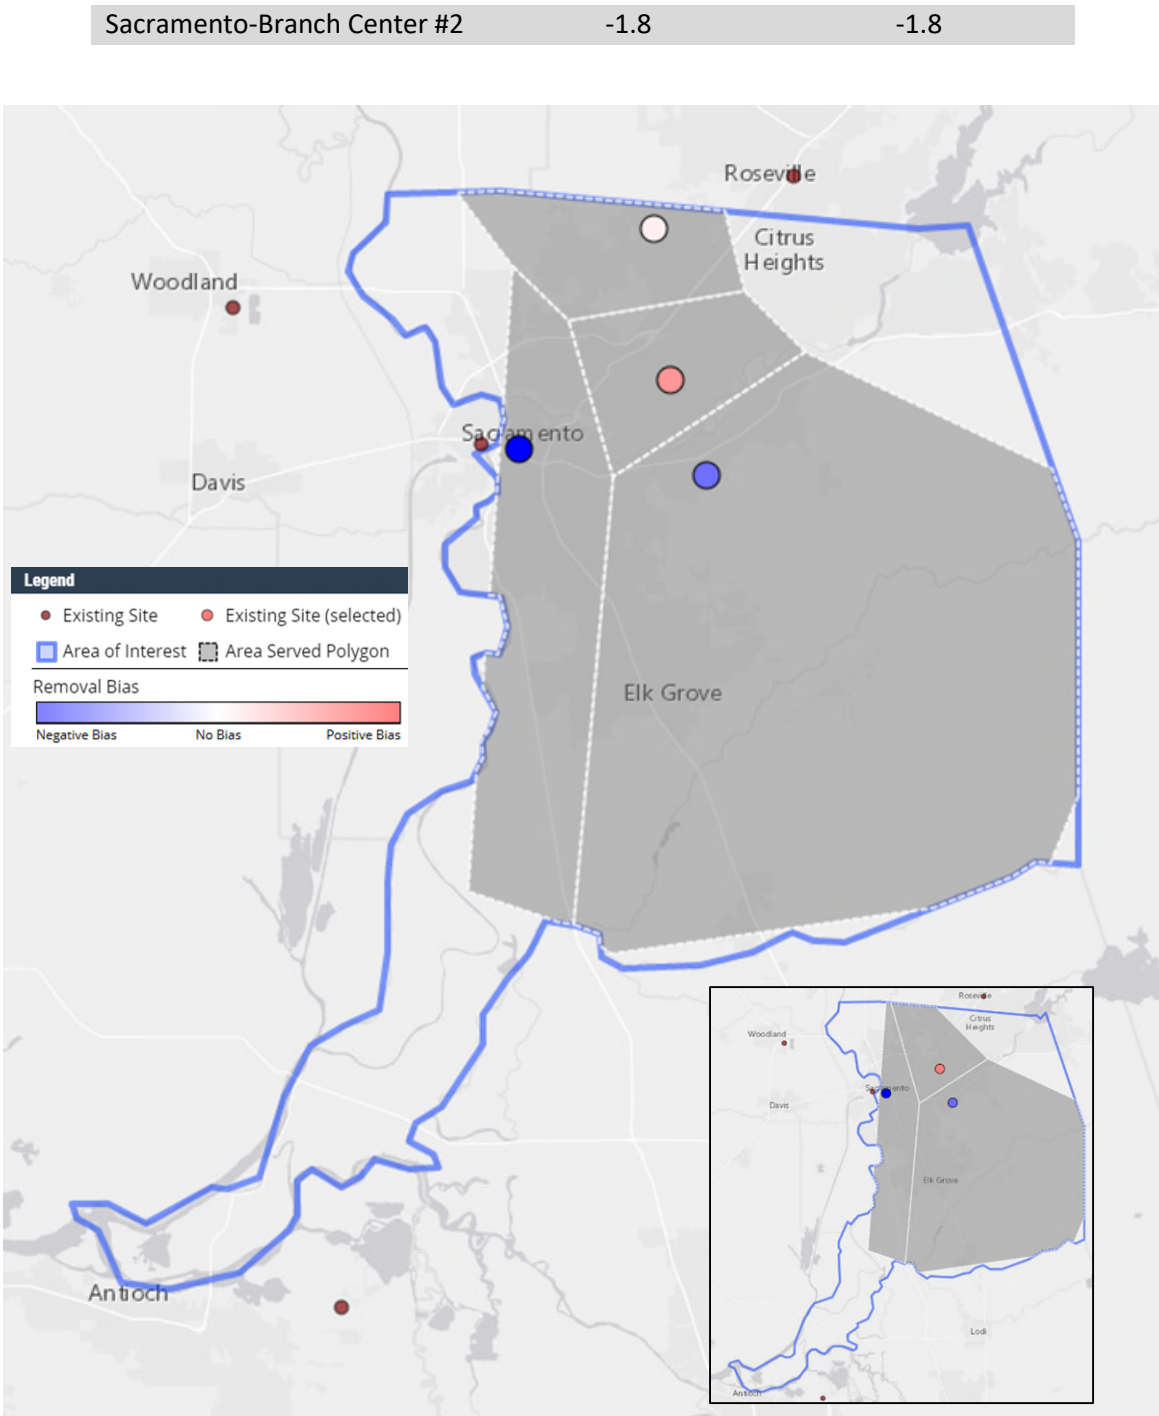 Sacramento-Branch Center #2 -1.8 -1.8
Roseville
Citrus
Heights
Woodland
Sacramento
Davis
Legend
Existing Site Existing Site (selected)
Area of Interest Area Served Polygon
Removal Bias
Negative Bias No Bias Positive Bias
Elk Grove
Antioch
Roseville
Citrus
Heights
Woodland
Sacramento
Davis
Elk Grove
Lodi
Antioch